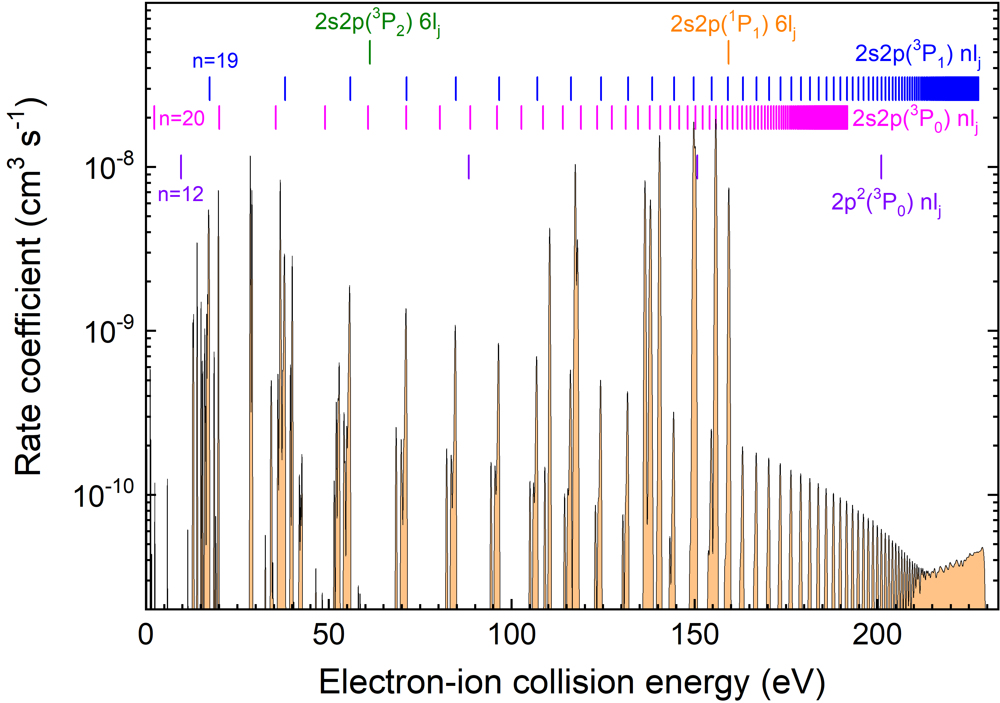 2s2p(³P₂) 6lⱼ
2s2p(¹P₁) 6lⱼ
n=19
2s2p(³P₁) nlⱼ
n=20
2s2p(³P₀) nlⱼ
n=12
2p²(³P₀) nlⱼ
Rate coefficient (cm³ s⁻¹)
10⁻⁸
10⁻⁹
10⁻¹⁰
0 50 100 150 200
Electron-ion collision energy (eV)